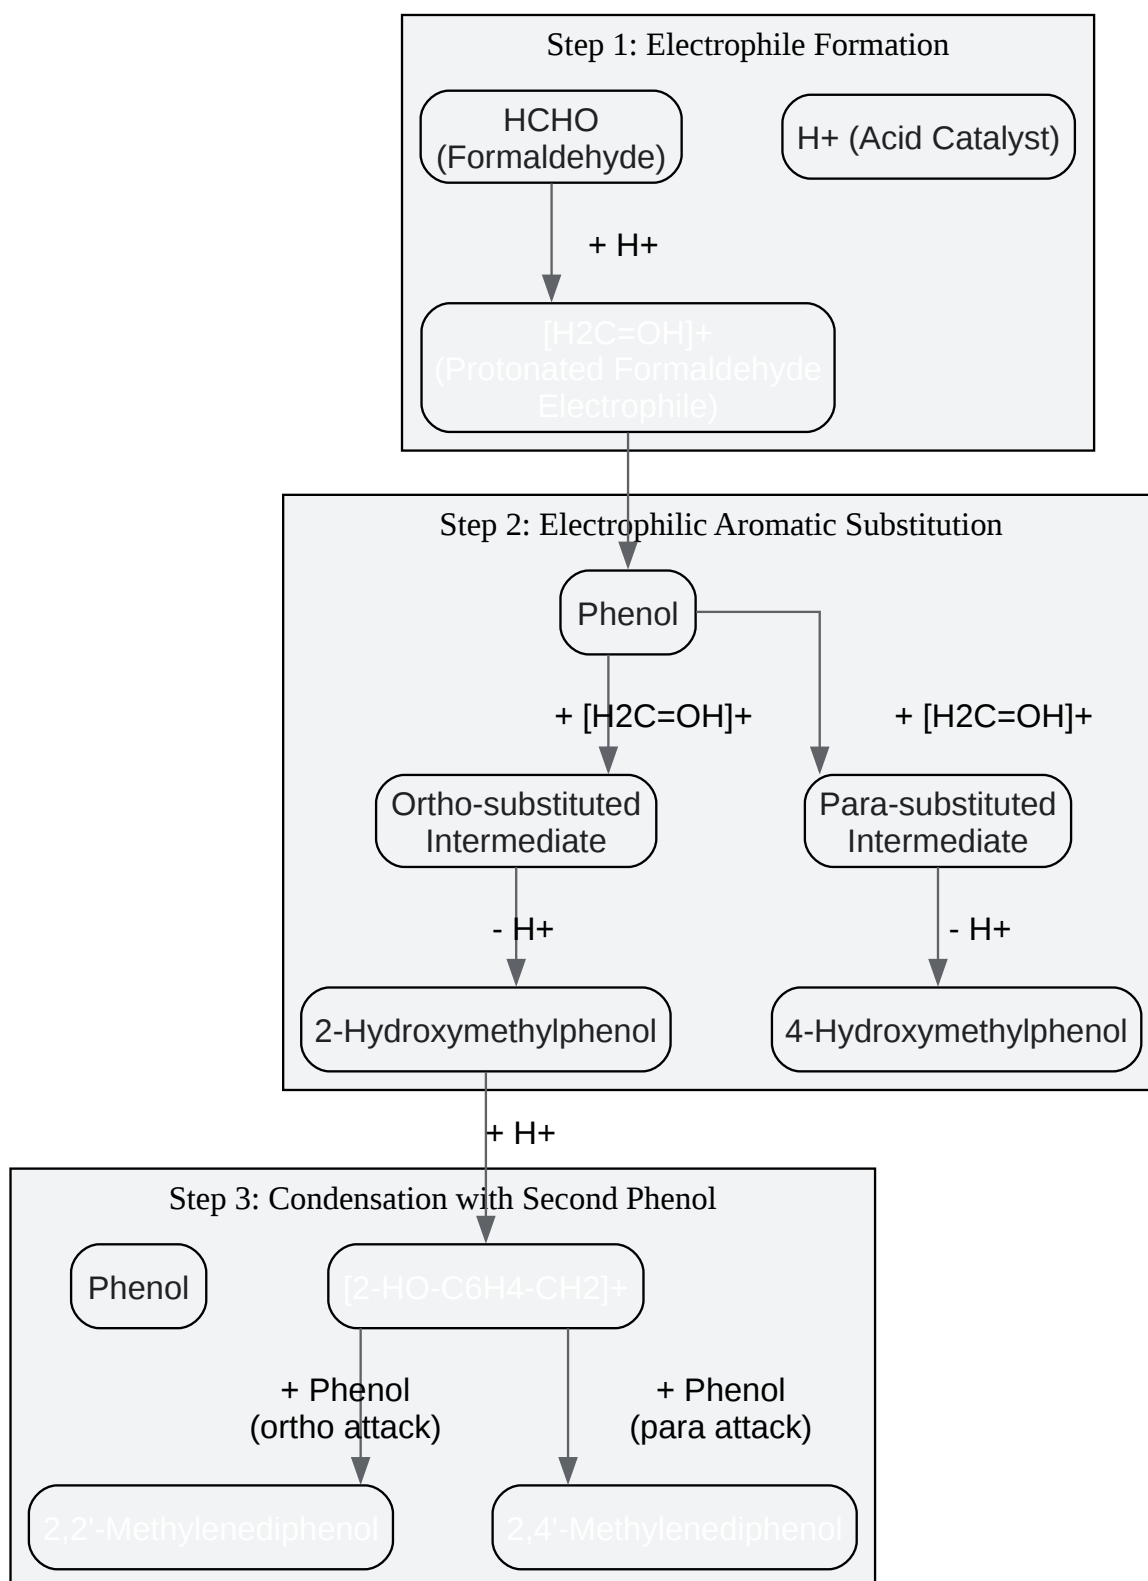 Step 1: Electrophile Formation
HCHO
(Formaldehyde)
H+ (Acid Catalyst)
+ H+
[H2C=OH]+
(Protonated Formaldehyde
Electrophile)
Step 2: Electrophilic Aromatic Substitution
Phenol
+ [H2C=OH]+
+ [H2C=OH]+
Ortho-substituted
Intermediate
Para-substituted
Intermediate
- H+
- H+
2-Hydroxymethylphenol
4-Hydroxymethylphenol
+ H+
Step 3: Condensation with Second Phenol
Phenol
[2-HO-C6H4-CH2]+
+ Phenol
(ortho attack)
+ Phenol
(para attack)
2,2'-Methylenediphenol
2,4'-Methylenediphenol